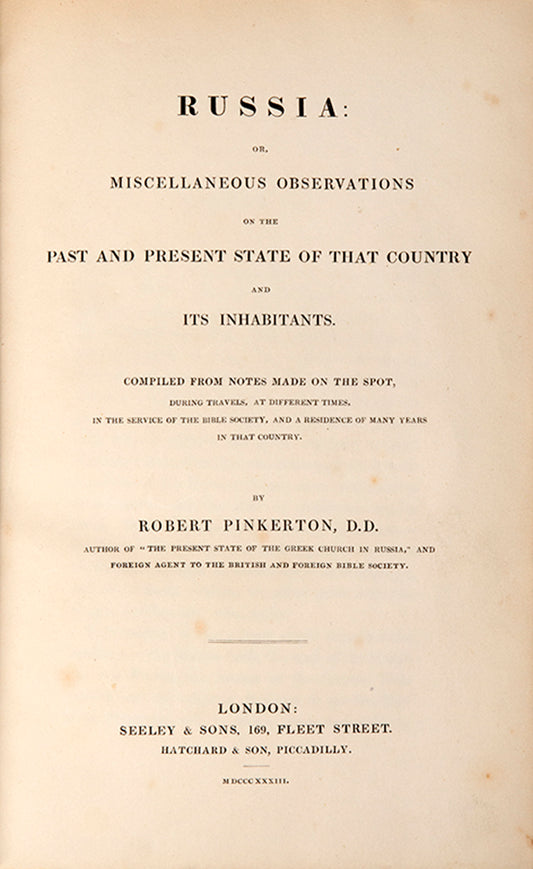 RUSSIA:
OR,
MISCELLANEOUS OBSERVATIONS
ON THE
PAST AND PRESENT STATE OF THAT COUNTRY
AND
ITS INHABITANTS.
COMPILED FROM NOTES MADE ON THE SPOT,
DURING TRAVELS, AT DIFFERENT TIMES,
IN THE SERVICE OF THE BIBLE SOCIETY, AND A RESIDENCE OF MANY YEARS
IN THAT COUNTRY.
BY
ROBERT PINKERTON, D.D.
AUTHOR OF "THE PRESENT STATE OF THE GREEK CHURCH IN RUSSIA," AND
FOREIGN AGENT TO THE BRITISH AND FOREIGN BIBLE SOCIETY.
LONDON:
SEELEY & SONS, 169, FLEET STREET.
HATCHARD & SON, PICCADILLY.
MDCCCXXXIII.